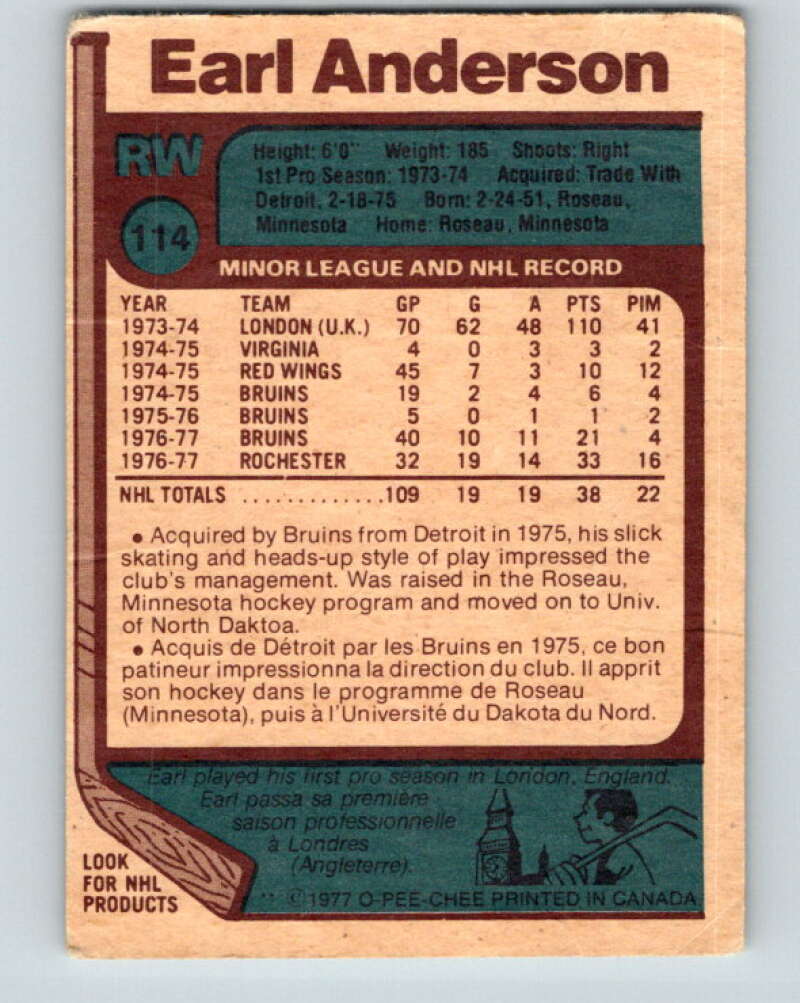 Earl Anderson
RW
Height: 6'0" Weight: 185 Shoots: Right
1st Pro Season: 1973-74 Acquired: Trade With
Detroit, 2-18-75 Born: 2-24-51, Roseau,
Minnesota Home: Roseau, Minnesota
114
MINOR LEAGUE AND NHL RECORD
YEAR TEAM GP G A PTS PIM
1973-74 LONDON (U.K.) 70 62 48 110 41
1974-75 VIRGINIA 4 0 3 3 2
1974-75 RED WINGS 45 7 3 10 12
1974-75 BRUINS 19 2 4 6 4
1975-76 BRUINS 5 0 1 1 2
1976-77 BRUINS 40 10 11 21 4
1976-77 ROCHESTER 32 19 14 33 16
NHL TOTALS .............109 19 19 38 22
• Acquired by Bruins from Detroit in 1975, his slick
skating and heads-up style of play impressed the
club's management. Was raised in the Roseau,
Minnesota hockey program and moved on to Univ.
of North Daktoa.
• Acquis de Détroit par les Bruins en 1975, ce bon
patineur impressionna la direction du club. Il apprit
son hockey dans le programme de Roseau
(Minnesota), puis à l'Université du Dakota du Nord.
Earl played his first pro season in London, England.
Earl passa sa première
saison professionnelle
à Londres
(Angleterre).
LOOK
FOR NHL
PRODUCTS
** ©1977 O-PEE-CHEE PRINTED IN CANADA